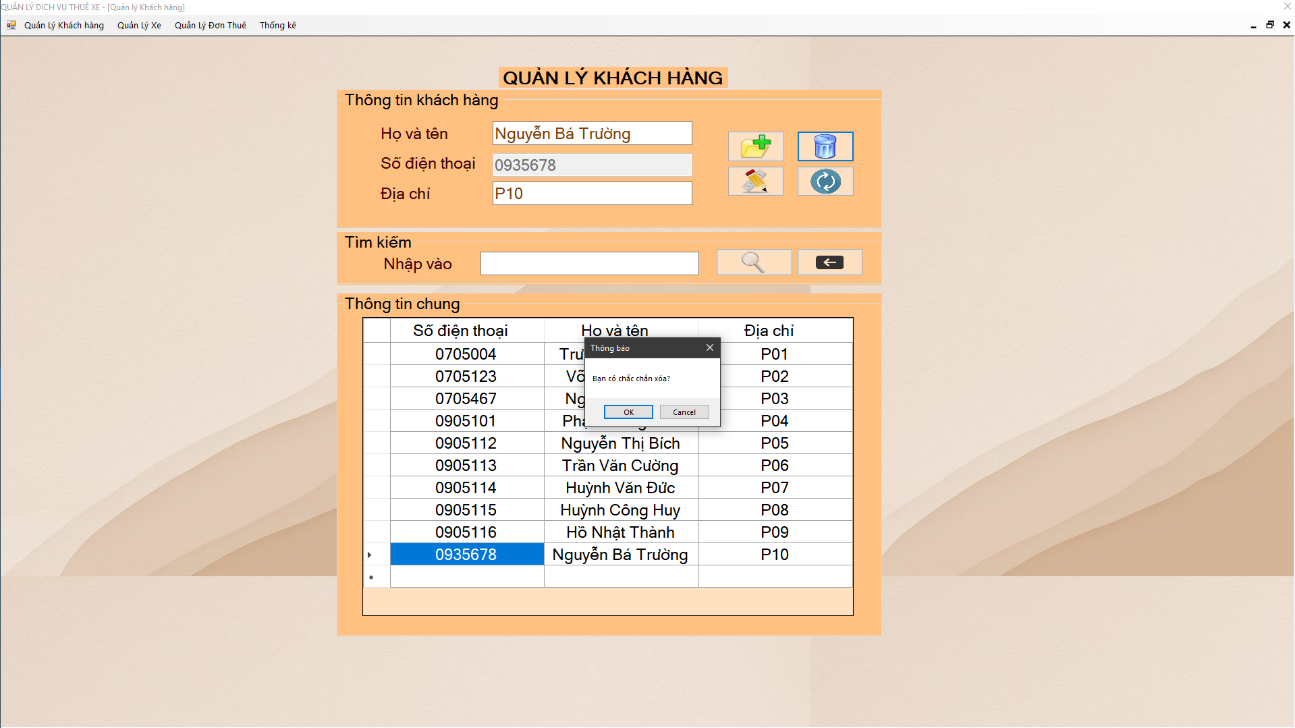 QUẢN LÝ DỊCH VỤ THUÊ XE - [Quản lý Khách hàng]
Quản Lý Khách hàng Quản Lý Xe Quản Lý Đơn Thuê Thống kê
QUẢN LÝ KHÁCH HÀNG
Thông tin khách hàng
Họ và tên Nguyễn Bá Trường
Số điện thoại 0935678
Địa chỉ P10
Tìm kiếm
Nhập vào
Thông tin chung
Số điện thoại Họ và tên Địa chỉ
0705004 P01
0705123 P02
0705467 P03
0905101 P04
0905112 Nguyễn Thị Bích P05
0905113 Trần Văn Cường P06
0905114 Huỳnh Văn Đức P07
0905115 Huỳnh Công Huy P08
0905116 Hồ Nhật Thành P09
0935678 Nguyễn Bá Trường P10
Thông báo
Bạn có chắc chắn xóa?
OK Cancel